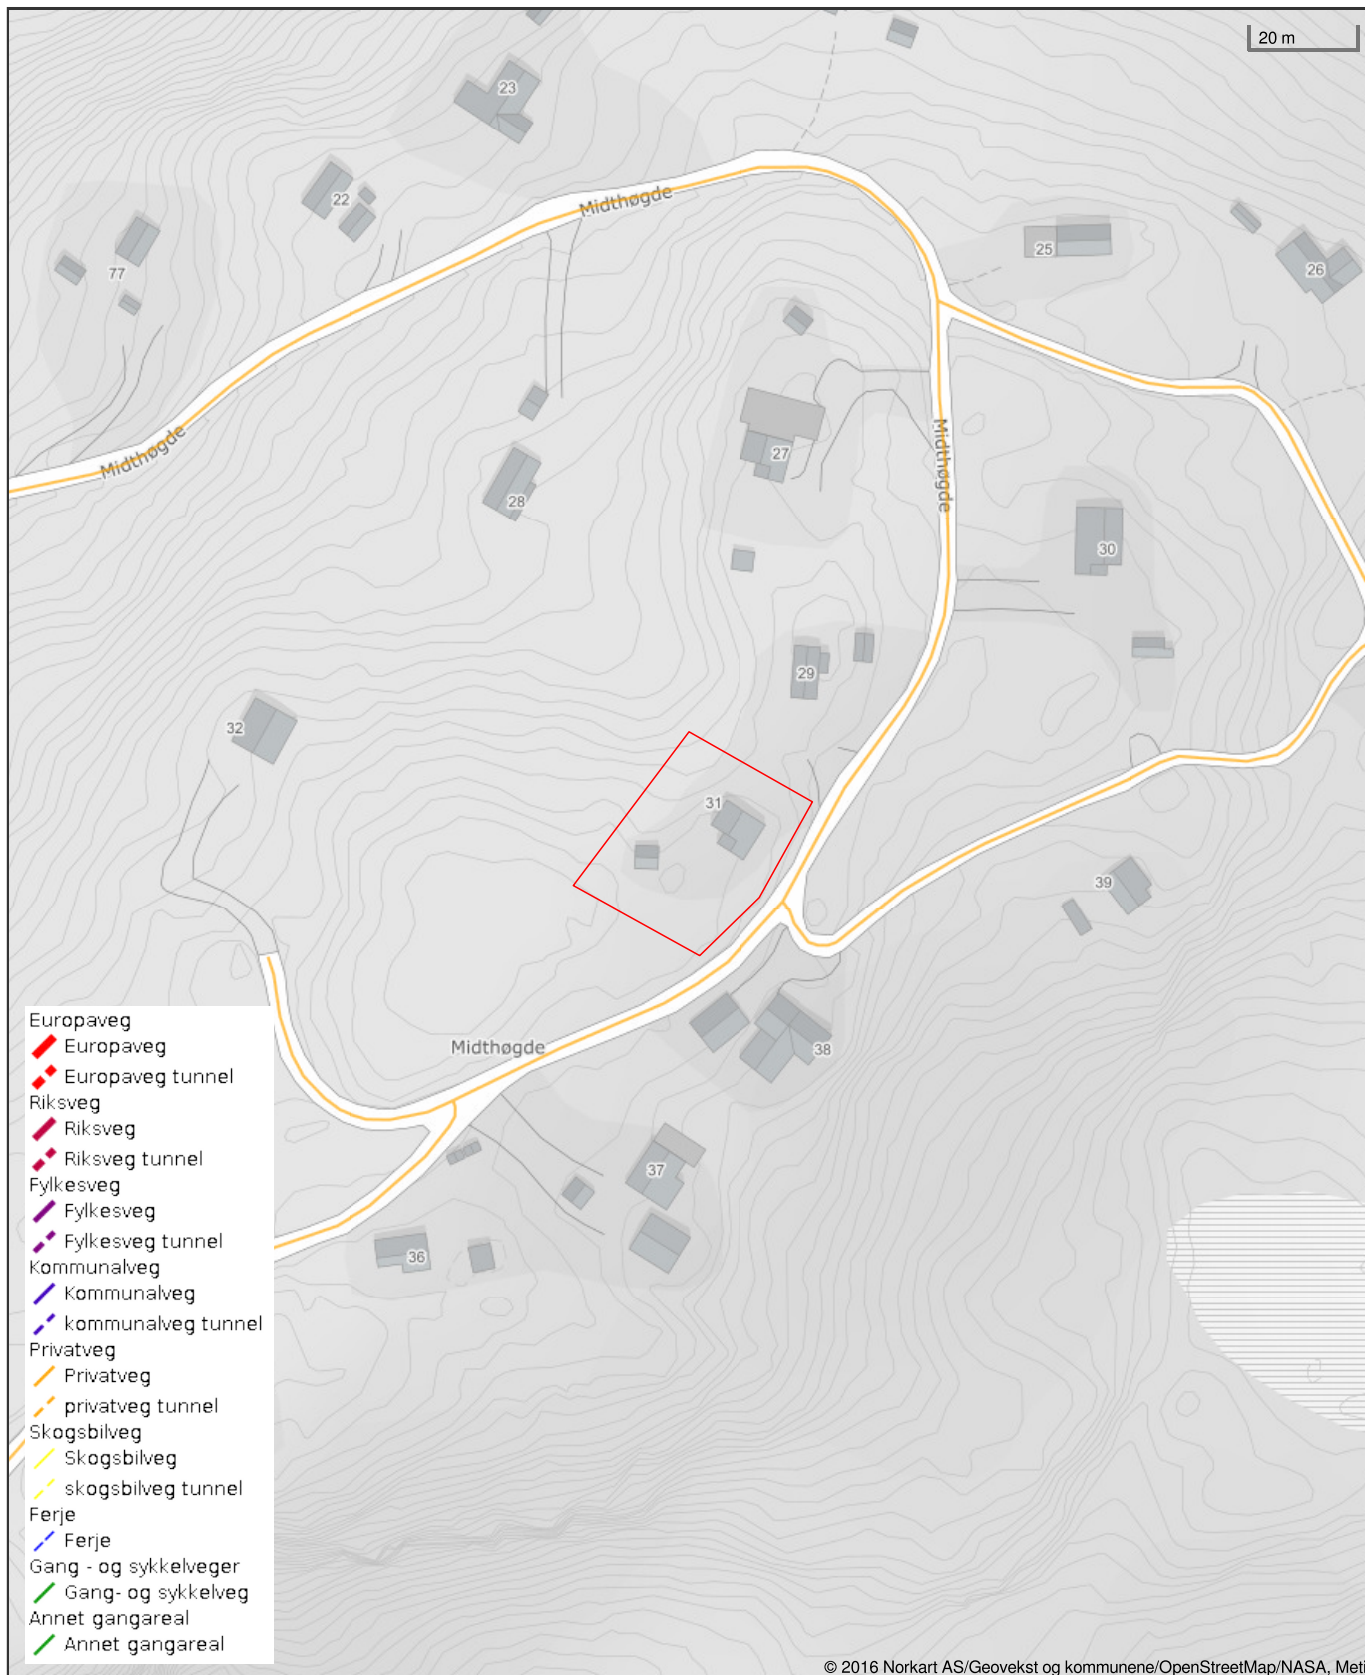 20 m
23
22
Midthøgde
77
25
26
Midthøgde
27
Midthøgde
28
30
29
32
31
39
Midthøgde
38
37
36
Europaveg
Europaveg
Europaveg tunnel
Riksveg
Riksveg
Riksveg tunnel
Fylkesveg
Fylkesveg
Fylkesveg tunnel
Kommunalveg
Kommunalveg
kommunalveg tunnel
Privatveg
Privatveg
privatveg tunnel
Skogsbilveg
Skogsbilveg
skogsbilveg tunnel
Ferje
Ferje
Gang - og sykkelveger
Gang- og sykkelveg
Annet gangareal
Annet gangareal
© 2016 Norkart AS/Geovekst og kommunene/OpenStreetMap/NASA, Meti